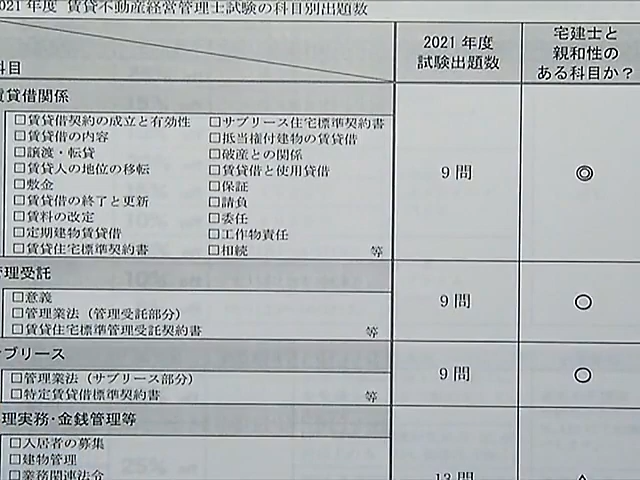 2021年度 賃貸不動産経営管理士試験の科目別出題数
科目
2021年度
試験出題数
宅建士と
親和性の
ある科目か？
賃貸借関係
□賃貸借契約の成立と有効性 □サブリース住宅標準契約書
□賃貸借の内容 □抵当権付建物の賃貸借
□譲渡・転貸 □破産との関係
□賃貸人の地位の移転 □賃貸借と使用貸借
□敷金 □保証
□賃貸借の終了と更新 □請負
□賃料の改定 □委任
□定期建物賃貸借 □工作物責任
□賃貸住宅標準契約書 □相続 等
9問
◎
管理受託
□意義
□管理業法（管理受託部分）
□賃貸住宅標準管理受託契約書 等
9問
○
サブリース
□管理業法（サブリース部分）
□特定賃貸借標準契約書 等
9問
○
管理実務・金銭管理等
□入居者の募集
□建物管理
□業務関連法令
13問